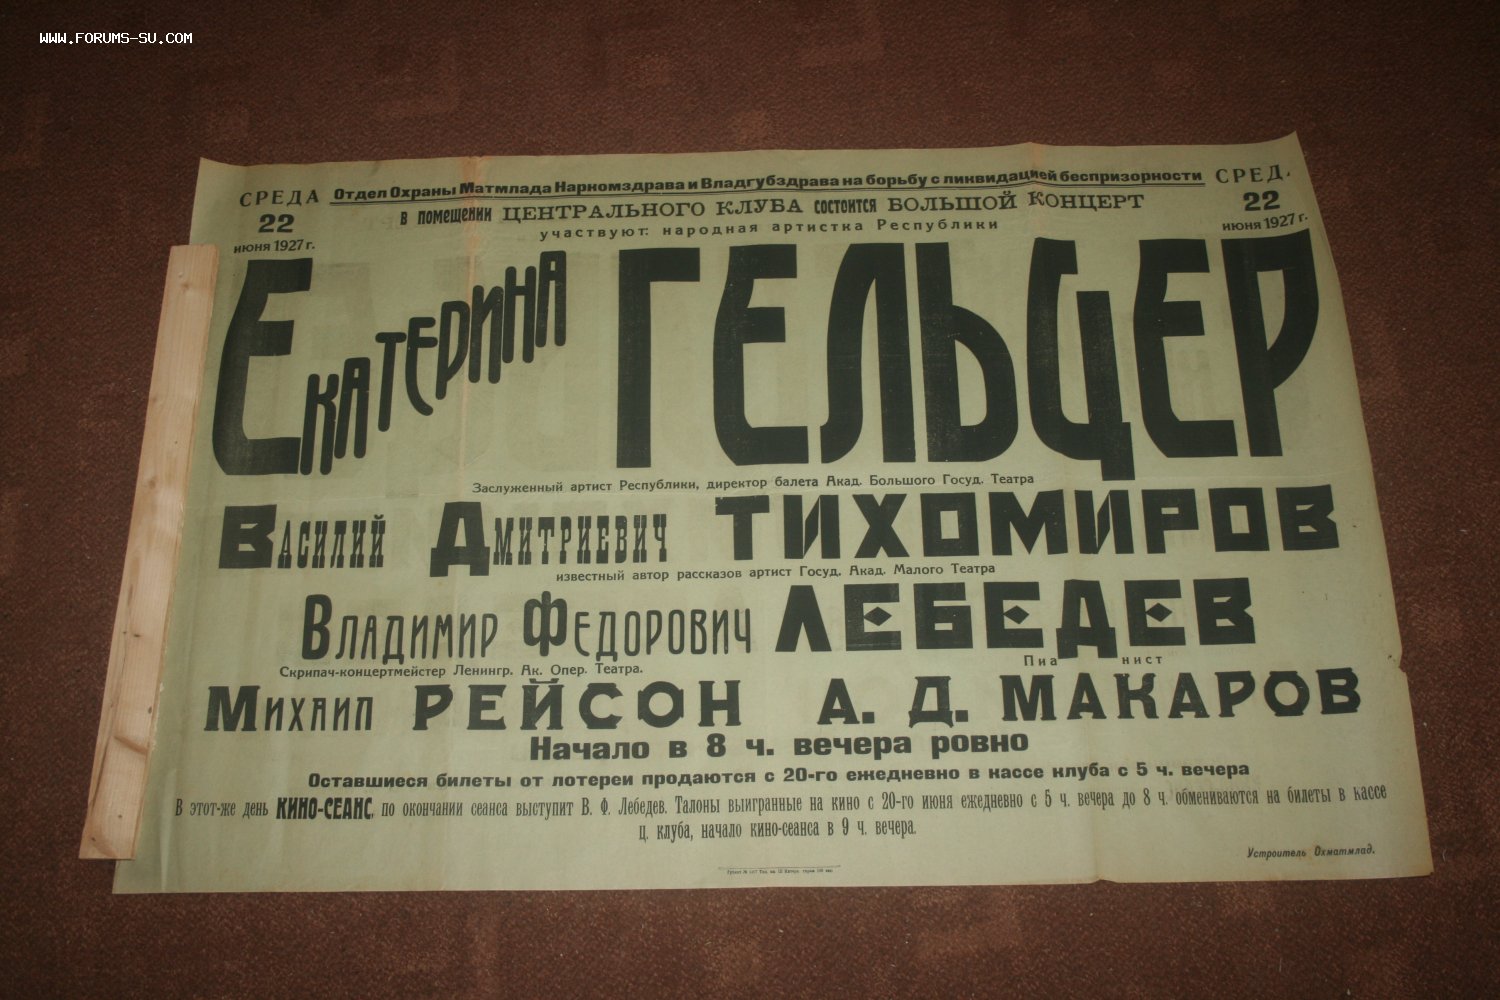 WWW.FORUMS-SU.COM
СРЕДА
22
июня 1927 г.
Отдел Охраны Матмлада Наркомздрава и Владгубздрава на борьбу с ликвидацией беспризорности
СРЕД
22
июня 1927 г.
в помещении ЦЕНТРАЛЬНОГО КЛУБА состоится БОЛЬШОЙ КОНЦЕРТ
участвуют: народная артистка Республики
ЕКАТЕРИНА ГЕЛЬЦЕР
Заслуженный артист Республики, директор балета Акад. Большого Госуд. Театра
ВАСИЛИЙ ДМИТРИЕВИЧ ТИХОМИРОВ
известный автор рассказов артист Госуд. Акад. Малого Театра
ВЛАДИМИР ФЕДОРОВИЧ ЛЕБЕДЕВ
Скрипач-концертмейстер Ленингр. Ак. Опер. Театра.
Пиа нист
МИХАИЛ РЕЙСОН А. Д. МАКАРОВ
Начало в 8 ч. вечера ровно
Оставшиеся билеты от лотереи продаются с 20-го ежедневно в кассе клуба с 5 ч. вечера
В этот-же день КИНО-СЕАНС, по окончании сеанса выступит В. Ф. Лебедев. Талоны выигранные на кино с 20-го июня ежедневно с 5 ч. вечера до 8 ч. обмениваются на билеты в кассе
ц. клуба, начало кино-сеанса в 9 ч. вечера.
Устроитель Охматмлад.